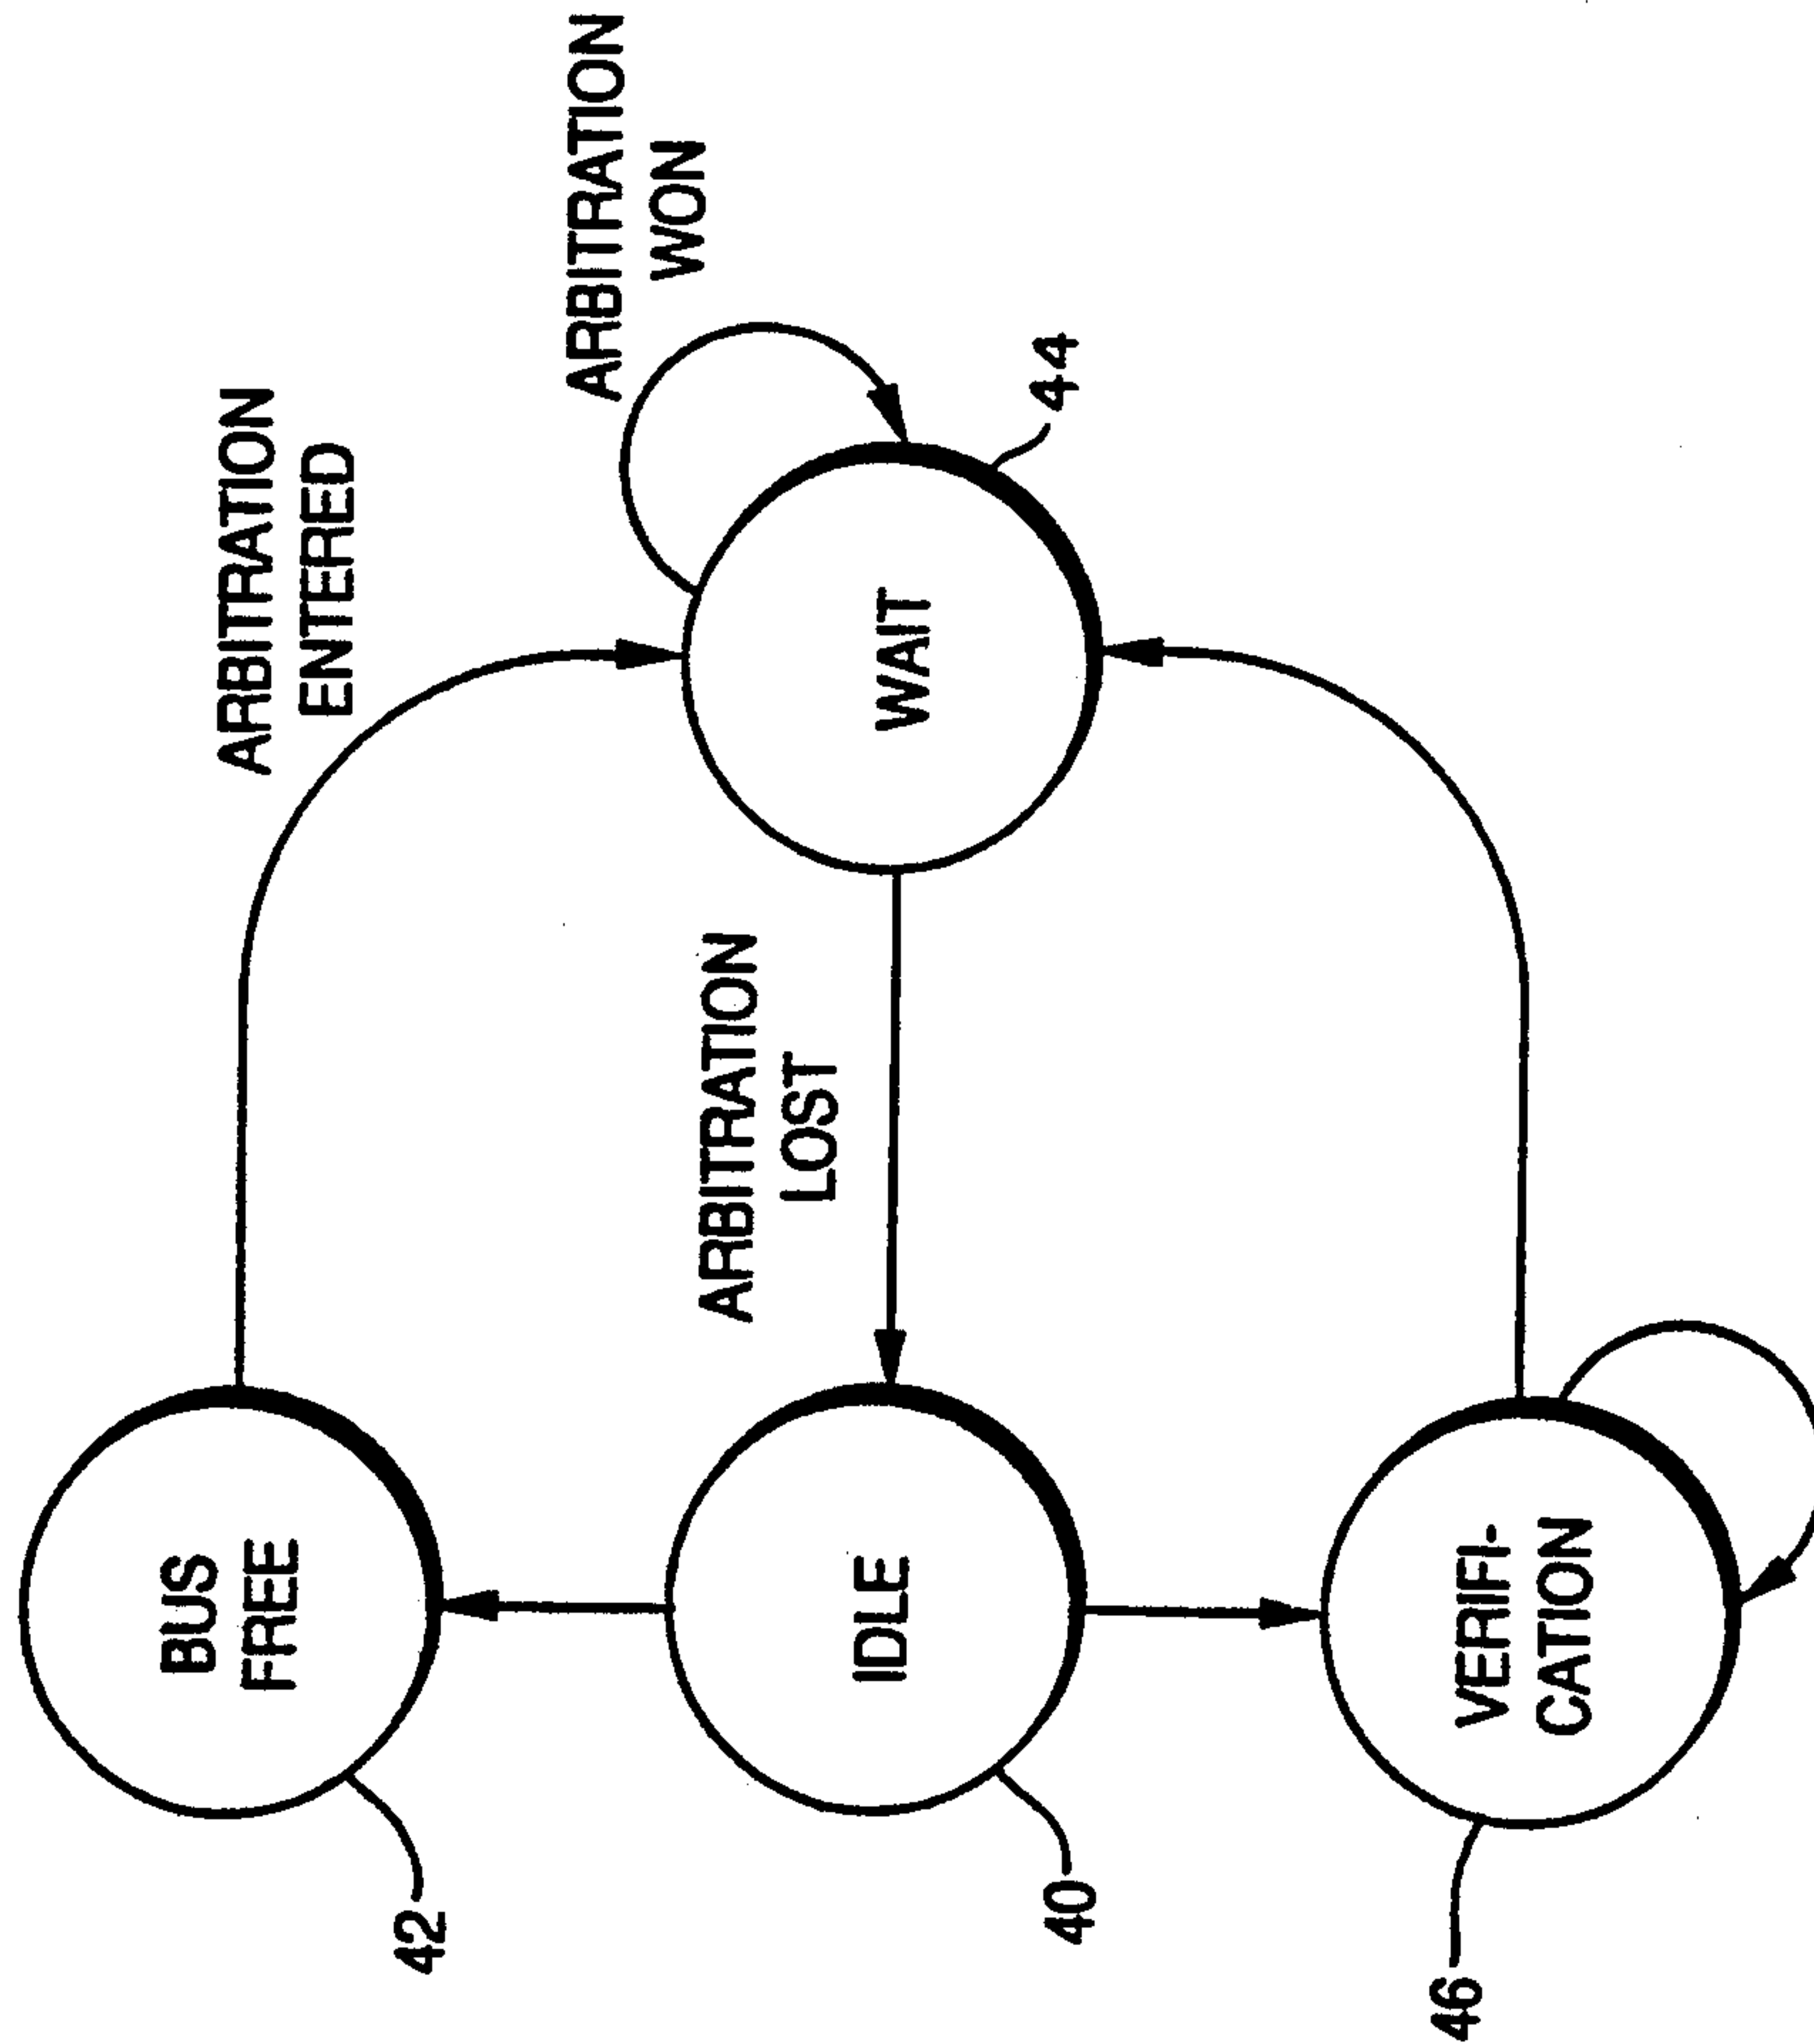 42
BUS
FREE
ARBITRATION
ENTERED
ARBITRATION
WON
40
IDLE
ARBITRATION
LOST
WAIT
44
46
VERIFI-
CATION